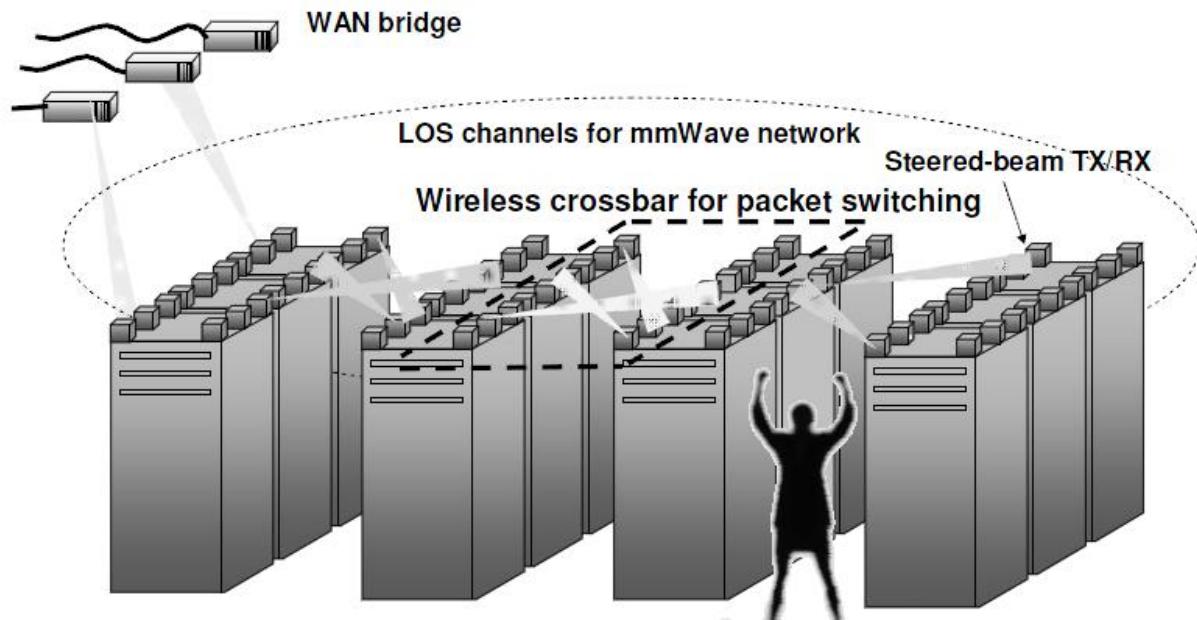 WAN bridge
LOS channels for mmWave network
Steered-beam TX/RX
Wireless crossbar for packet switching